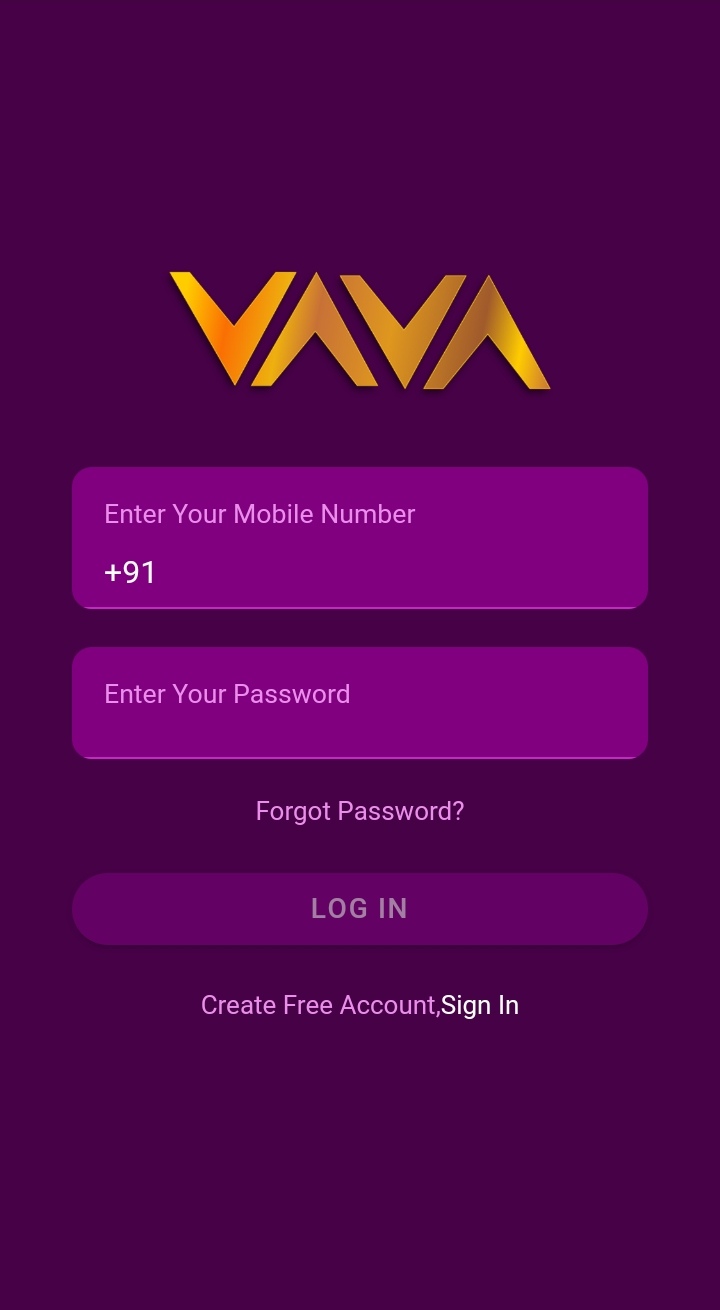 VAVA
Enter Your Mobile Number
+91
Enter Your Password
Forgot Password?
LOG IN
Create Free Account,Sign In